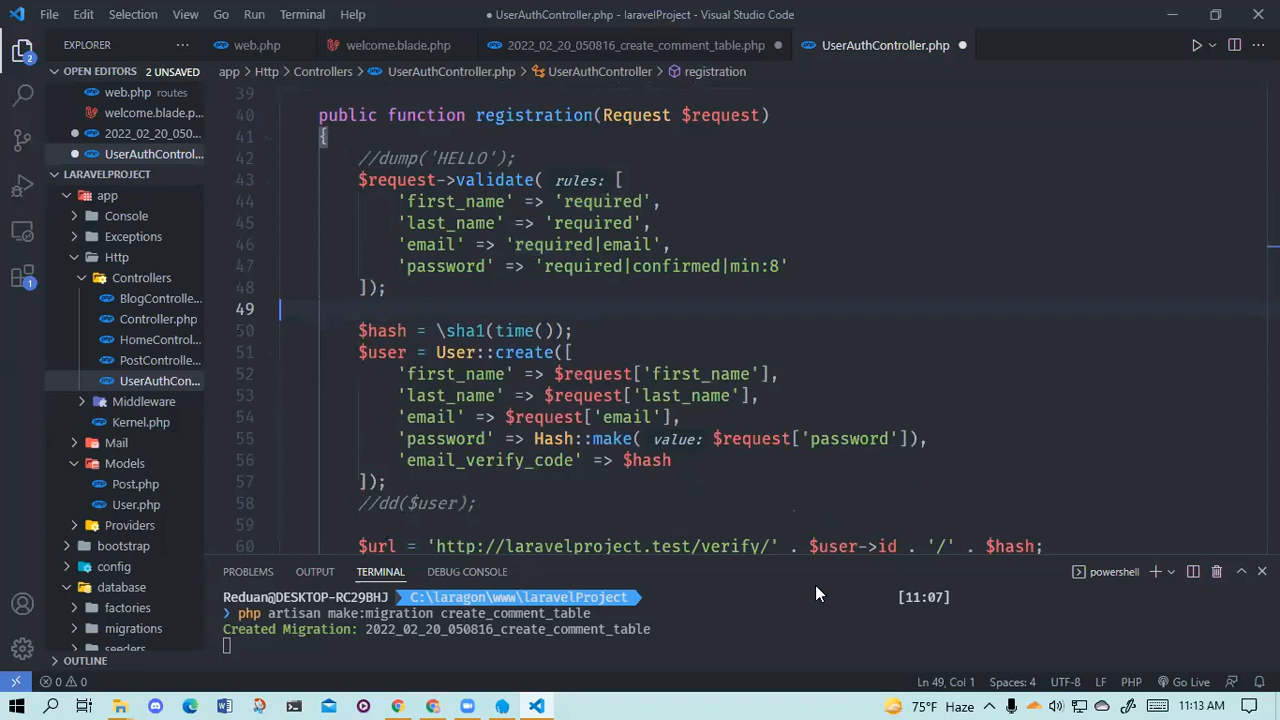 File Edit Selection View Go Run Terminal Help
● UserAuthController.php - laravelProject - Visual Studio Code
EXPLORER
web.php
welcome.blade.php
2022_02_20_050816_create_comment_table.php
UserAuthController.php
OPEN EDITORS 2 UNSAVED
app > Http > Controllers > UserAuthController.php > UserAuthController > registration
web.php routes
welcome.blade.p...
2022_02_20_050...
UserAuthControl...
LARAVELPROJECT
app
Console
Exceptions
Http
Controllers
BlogControlle...
Controller.php
HomeControl...
PostControlle...
UserAuthCon...
Middleware
Kernel.php
Mail
Models
Post.php
User.php
Providers
bootstrap
config
database
factories
migrations
seeders
OUTLINE
39
40 public function registration(Request $request)
41 {
42 //dump('HELLO');
43 $request->validate( rules: [
44 'first_name' => 'required',
45 'last_name' => 'required',
46 'email' => 'required|email',
47 'password' => 'required|confirmed|min:8'
48 ]);
49
50 $hash = \sha1(time());
51 $user = User::create([
52 'first_name' => $request['first_name'],
53 'last_name' => $request['last_name'],
54 'email' => $request['email'],
55 'password' => Hash::make( value: $request['password']),
56 'email_verify_code' => $hash
57 ]);
58 //dd($user);
59
60 $url = 'http://laravelproject.test/verify/' . $user->id . '/' . $hash;
PROBLEMS OUTPUT TERMINAL DEBUG CONSOLE
powershell
Reduan@DESKTOP-RC29BHJ C:\laragon\www\laravelProject [11:07]
❯ php artisan make:migration create_comment_table
Created Migration: 2022_02_20_050816_create_comment_table
0 0
Ln 49, Col 1 Spaces: 4 UTF-8 LF PHP Go Live
75°F Haze
11:13 AM